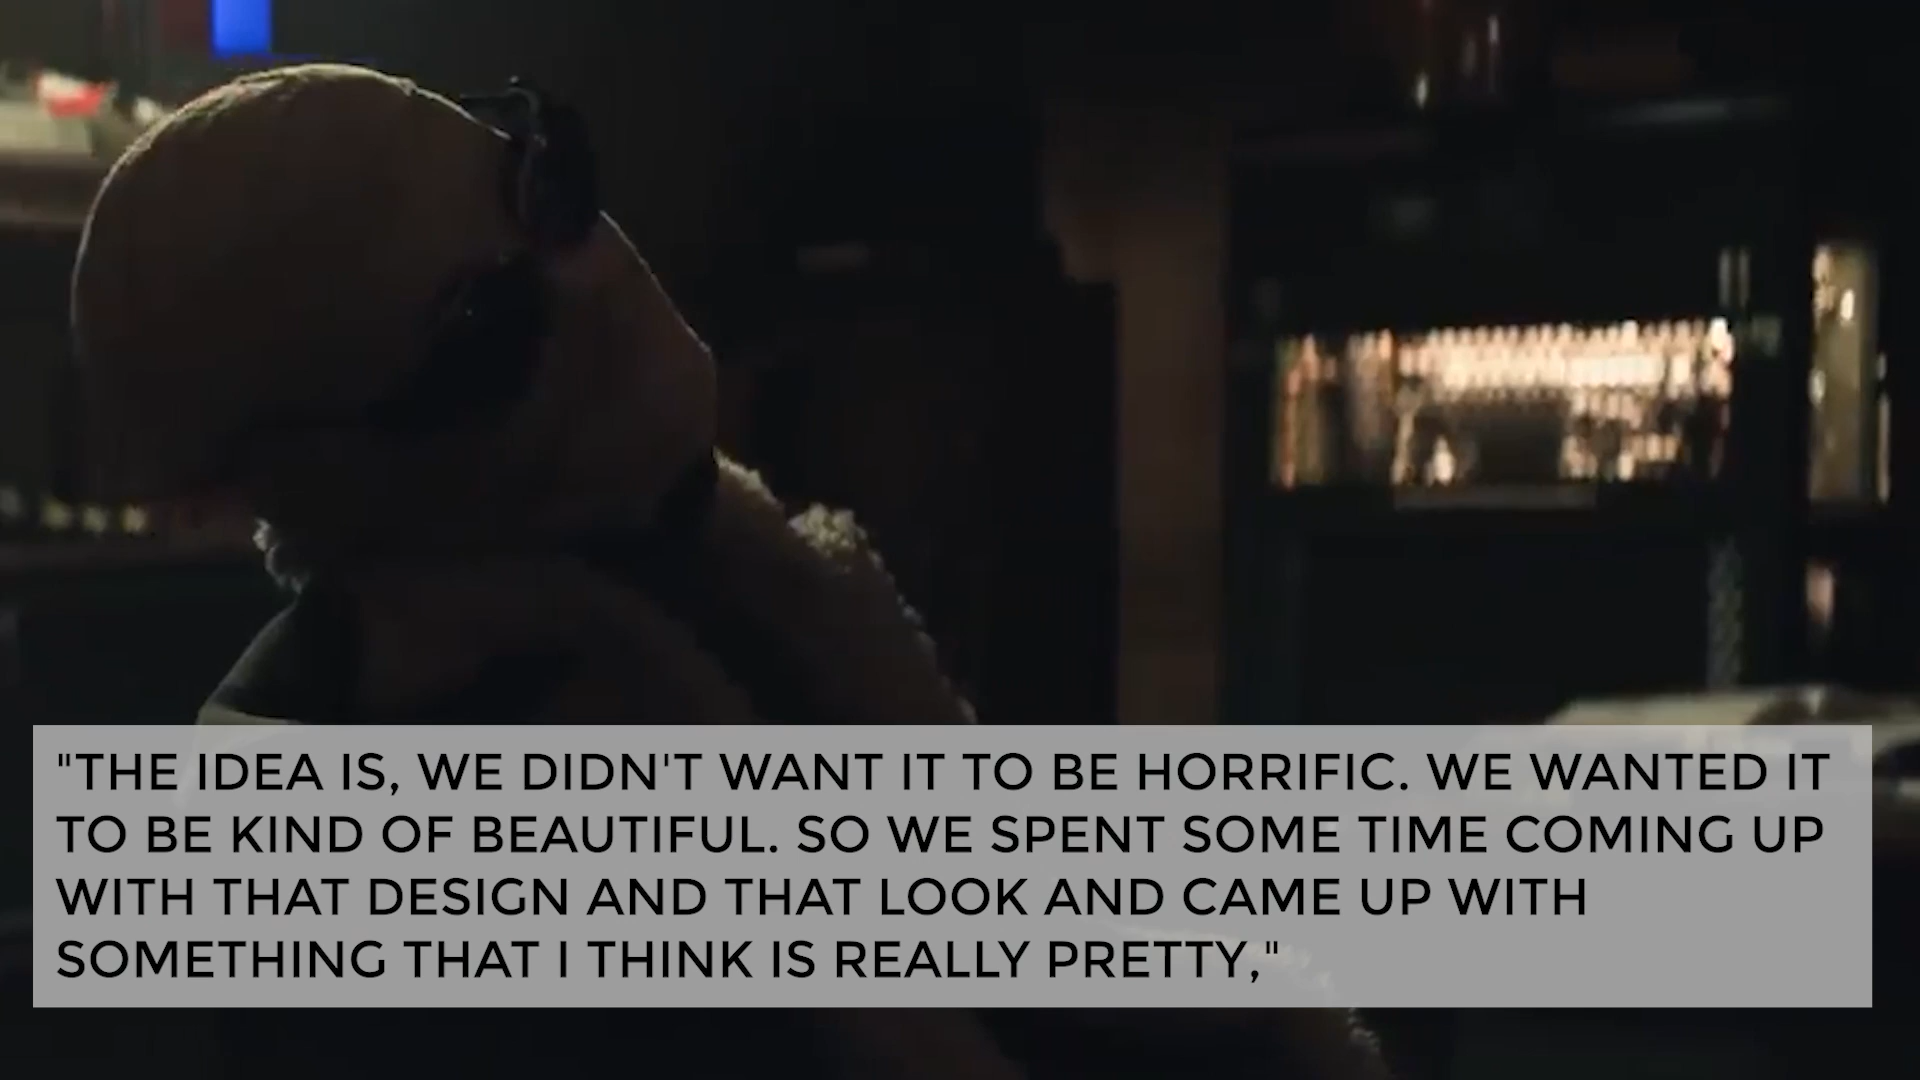 "THE IDEA IS, WE DIDN'T WANT IT TO BE HORRIFIC. WE WANTED IT
TO BE KIND OF BEAUTIFUL. SO WE SPENT SOME TIME COMING UP
WITH THAT DESIGN AND THAT LOOK AND CAME UP WITH
SOMETHING THAT I THINK IS REALLY PRETTY,"